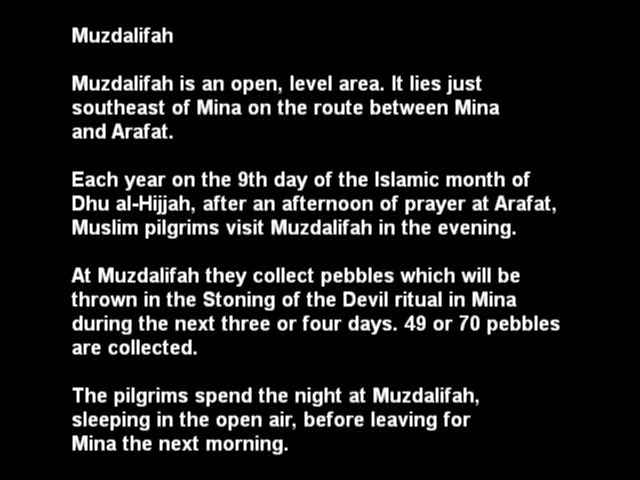 Muzdalifah
Muzdalifah is an open, level area. It lies just
southeast of Mina on the route between Mina
and Arafat.
Each year on the 9th day of the Islamic month of
Dhu al-Hijjah, after an afternoon of prayer at Arafat,
Muslim pilgrims visit Muzdalifah in the evening.
At Muzdalifah they collect pebbles which will be
thrown in the Stoning of the Devil ritual in Mina
during the next three or four days. 49 or 70 pebbles
are collected.
The pilgrims spend the night at Muzdalifah,
sleeping in the open air, before leaving for
Mina the next morning.